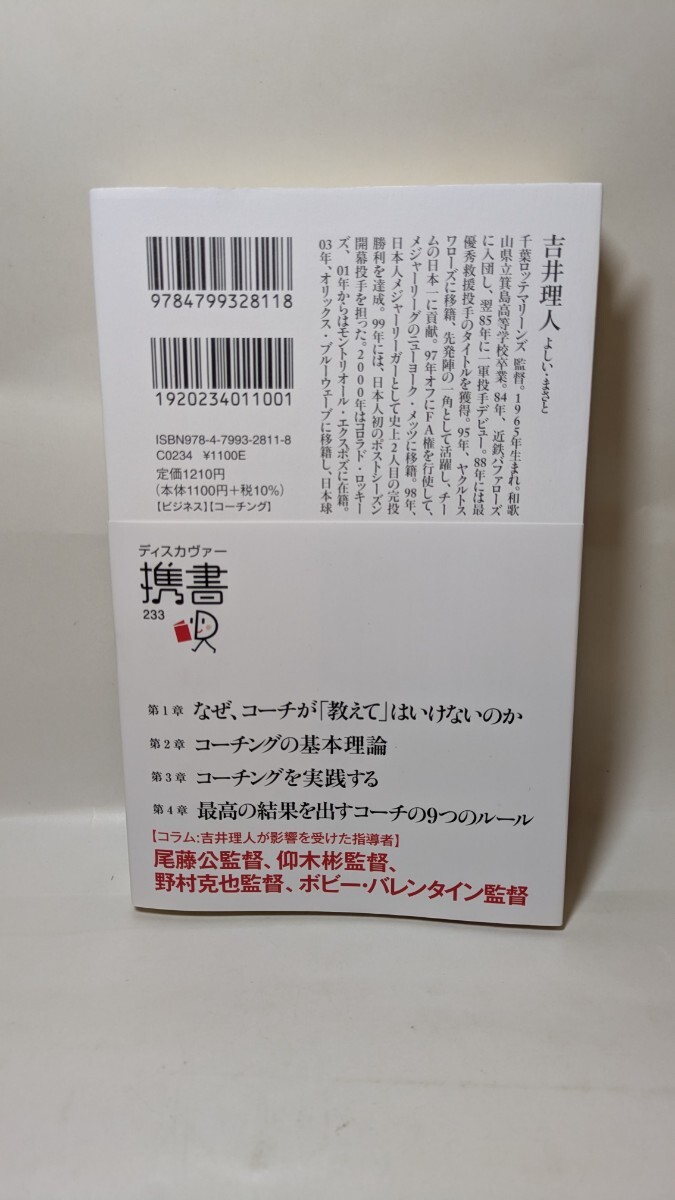 9784799328118
1920234011001
ISBN978-4-7993-2811-8
C0234 ¥1100E
定価1210円
(本体1100円+税10%)
【ビジネス】【コーチング】
吉井理人 よしい・まさと
千葉ロッテマリーンズ 監督。1965年生まれ。和歌
山県立箕島高等学校卒業。84年、近鉄バファローズ
に入団し、翌85年に一軍投手デビュー。88年には最
優秀救援投手のタイトルを獲得。95年、ヤクルトス
ワローズに移籍、先発陣の一角として活躍し、チー
ムの日本一に貢献。97年オフにFA権を行使して、
メジャーリーグのニューヨーク・メッツに移籍。98年、
日本人メジャーリーガーとして史上2人目の完投
勝利を達成。99年には、日本人初のポストシーズン
開幕投手を担った。2000年はコロラド・ロッキー
ズ、01年からはモントリオール・エクスポズに在籍。
03年、オリックス・ブルーウェーブに移籍し、日本球
ディスカヴァー
携書
233
第1章 なぜ、コーチが「教えて」はいけないのか
第2章 コーチングの基本理論
第3章 コーチングを実践する
第4章 最高の結果を出すコーチの9つのルール
【コラム:吉井理人が影響を受けた指導者】
尾藤公監督、仰木彬監督、
野村克也監督、ボビー・バレンタイン監督